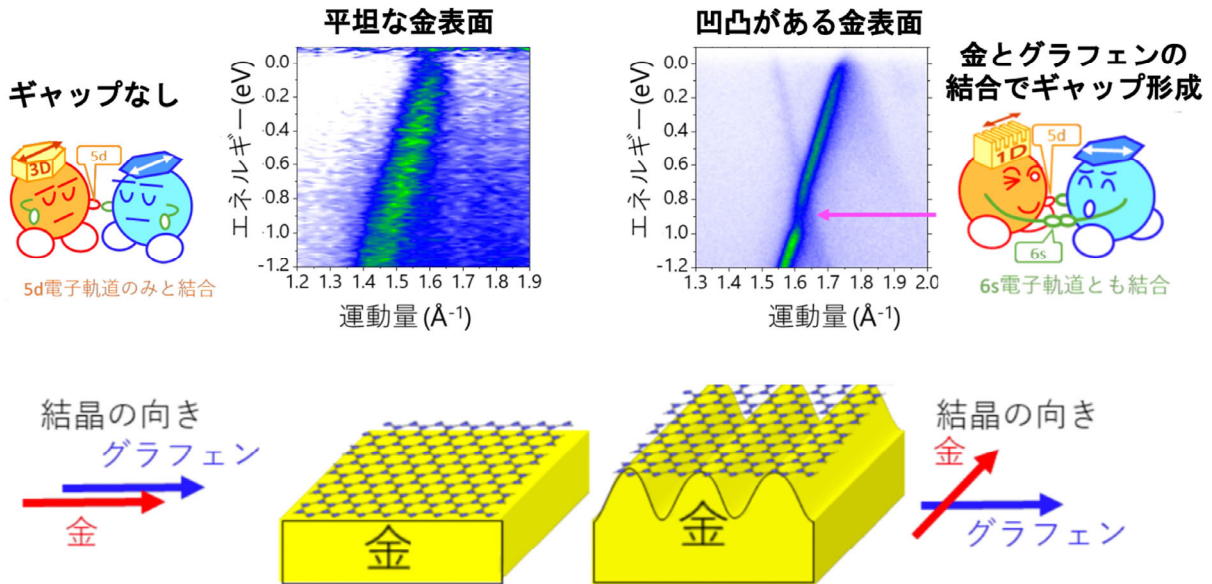 平坦な金表面
凹凸がある金表面
ギャップなし
金とグラフェンの
結合でギャップ形成
3D
5d
5d電子軌道のみと結合
エネルギー(eV)
0.0
0.2
0.4
0.6
-0.8
-1.0
-1.2
1.2 1.3 1.4 1.5 1.6 1.7 1.8 1.9
運動量 (Å⁻¹)
エネルギー(eV)
0.0
0.2
0.4
0.6
0.8
1.0
-1.2
1.3 1.4 1.5 1.6 1.7 1.8 1.9 2.0
運動量 (Å⁻¹)
1D
5d
6s
6s電子軌道とも結合
結晶の向き
グラフェン
金
金
金
結晶の向き
金
グラフェン